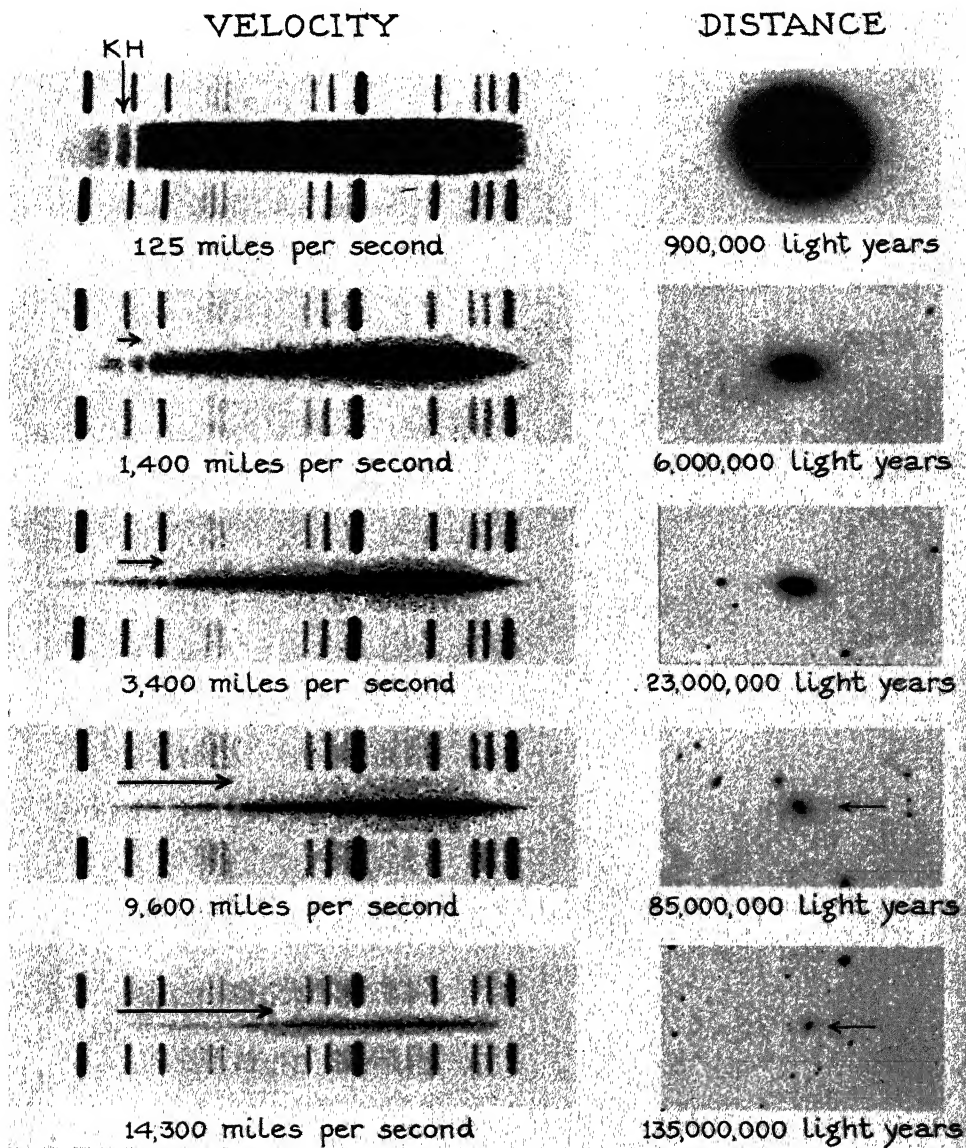 VELOCITY DISTANCE
KH
125 miles per second 900,000 light years
1,400 miles per second 6,000,000 light years
3,400 miles per second 23,000,000 light years
9,600 miles per second 85,000,000 light years
14,300 miles per second 135,000,000 light years